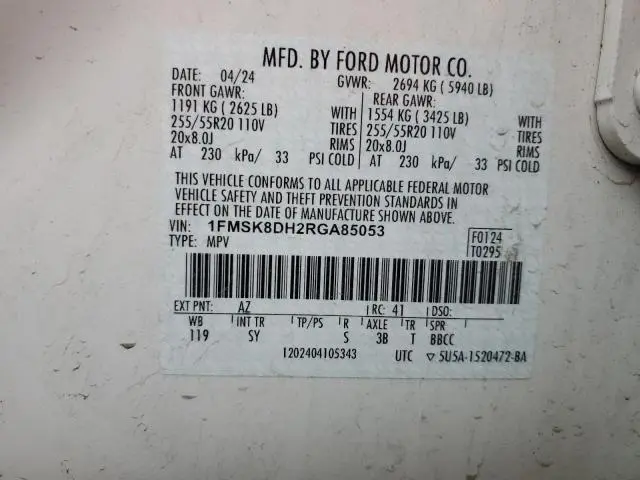 MFD. BY FORD MOTOR CO.
DATE: 04/24 GVWR: 2694 KG ( 5940 LB)
FRONT GAWR: REAR GAWR:
1191 KG ( 2625 LB) WITH 1554 KG ( 3425 LB) WITH
255/55R20 110V TIRES 255/55R20 110V TIRES
20x8.0J RIMS 20x8.0J RIMS
AT 230 kPa/ 33 PSI COLD AT 230 kPa/ 33 PSI COLD
THIS VEHICLE CONFORMS TO ALL APPLICABLE FEDERAL MOTOR
VEHICLE SAFETY AND THEFT PREVENTION STANDARDS IN
EFFECT ON THE DATE OF MANUFACTURE SHOWN ABOVE.
VIN: 1FMSK8DH2RGA85053 F0124
TYPE: MPV T0295
EXT PNT: AZ RC: 41 DSO:
WB INT TR TP/PS R AXLE TR SPR
119 SY S 3B T BBCC
1202404105343 UTC ▽ 5U5A-1520472-BA